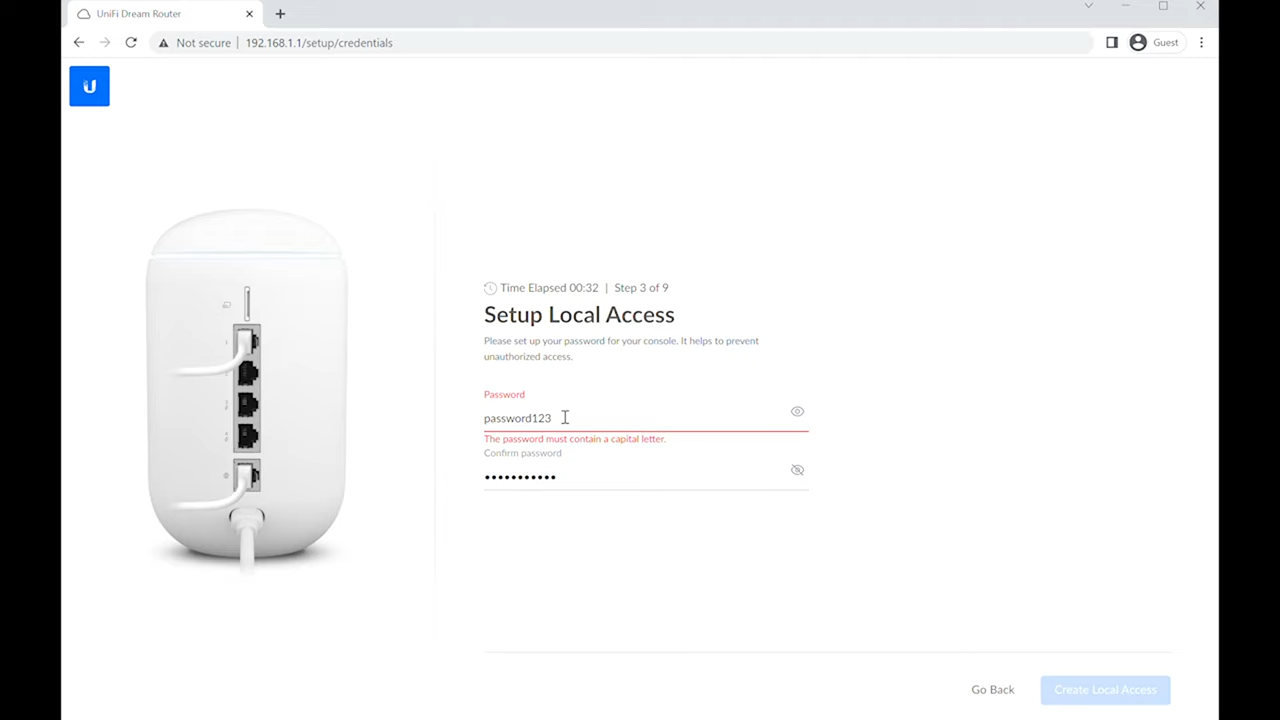 UniFi Dream Router
Not secure | 192.168.1.1/setup/credentials
Guest
Time Elapsed 00:32 | Step 3 of 9
Setup Local Access
Please set up your password for your console. It helps to prevent
unauthorized access.
Password
password123
The password must contain a capital letter.
Confirm password
•••••••••••
Go Back
Create Local Access